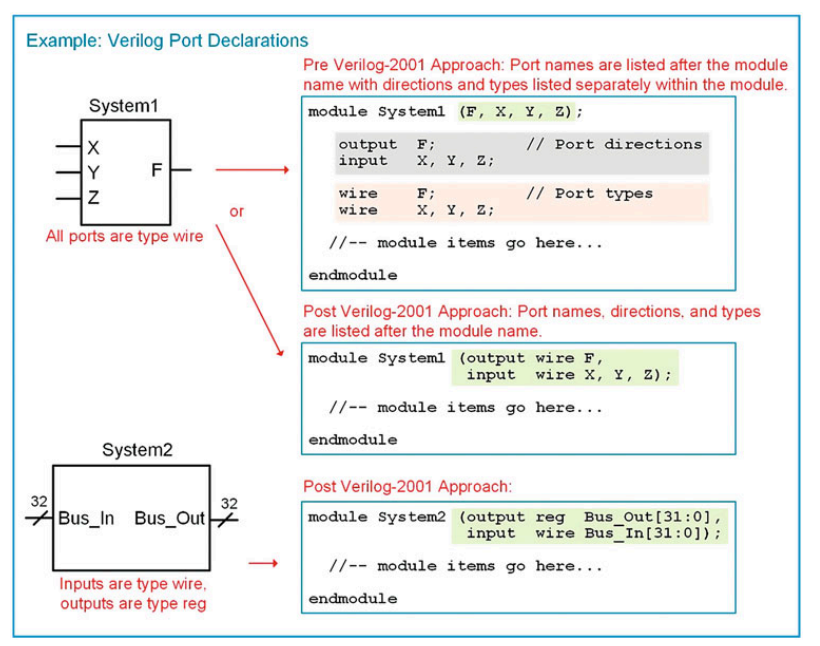 Example: Verilog Port Declarations
Pre Verilog-2001 Approach: Port names are listed after the module
name with directions and types listed separately within the module.
System1
X
Y
Z
F
All ports are type wire
or
module System1 (F, X, Y, Z);
output F; // Port directions
input X, Y, Z;
wire F; // Port types
wire X, Y, Z;
//-- module items go here...
endmodule
Post Verilog-2001 Approach: Port names, directions, and types
are listed after the module name.
module System1 (output wire F,
input wire X, Y, Z);
//-- module items go here...
endmodule
System2
32
Bus_In Bus_Out
32
Inputs are type wire,
outputs are type reg
Post Verilog-2001 Approach:
module System2 (output reg Bus_Out[31:0],
input wire Bus_In[31:0]);
//-- module items go here...
endmodule